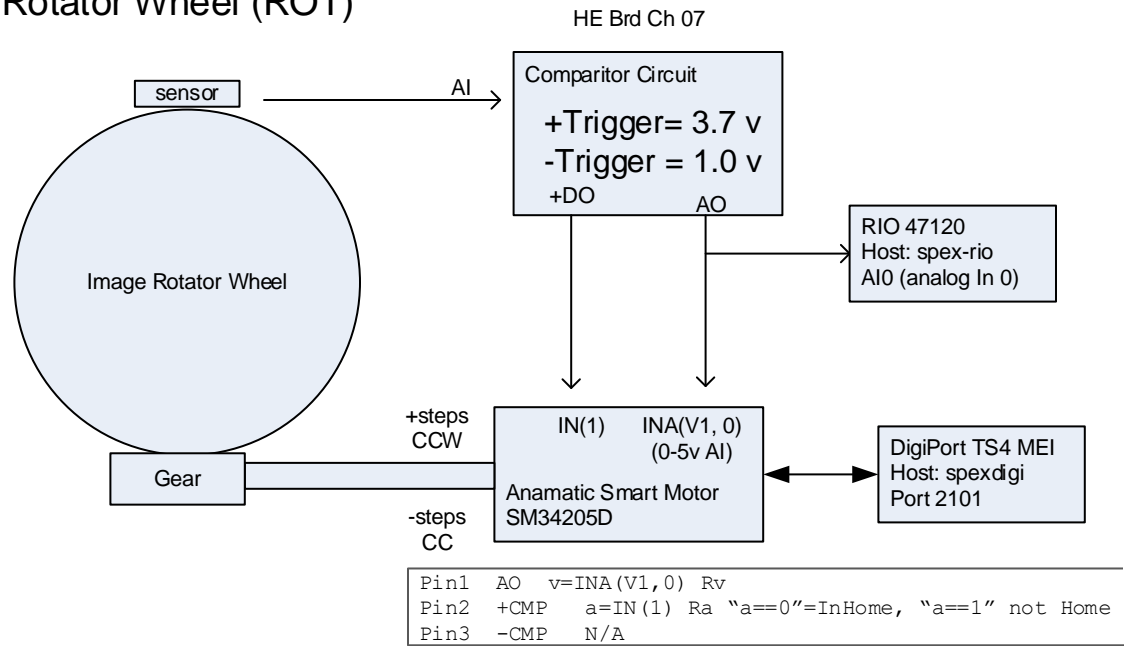 Rotator Wheel (ROT)
HE Brd Ch 07
sensor
AI
Comparitor Circuit
+Trigger= 3.7 v
-Trigger = 1.0 v
+DO
AO
RIO 47120
Host: spex-rio
AI0 (analog In 0)
Image Rotator Wheel
+steps
CCW
IN(1)
INA(V1, 0)
(0-5v AI)
Gear
Anamatic Smart Motor
SM34205D
DigiPort TS4 MEI
Host: spexdigi
Port 2101
-steps
CC
Pin1 AO v=INA(V1,0) Rv
Pin2 +CMP a=IN(1) Ra “a==0”=InHome, “a==1” not Home
Pin3 -CMP N/A